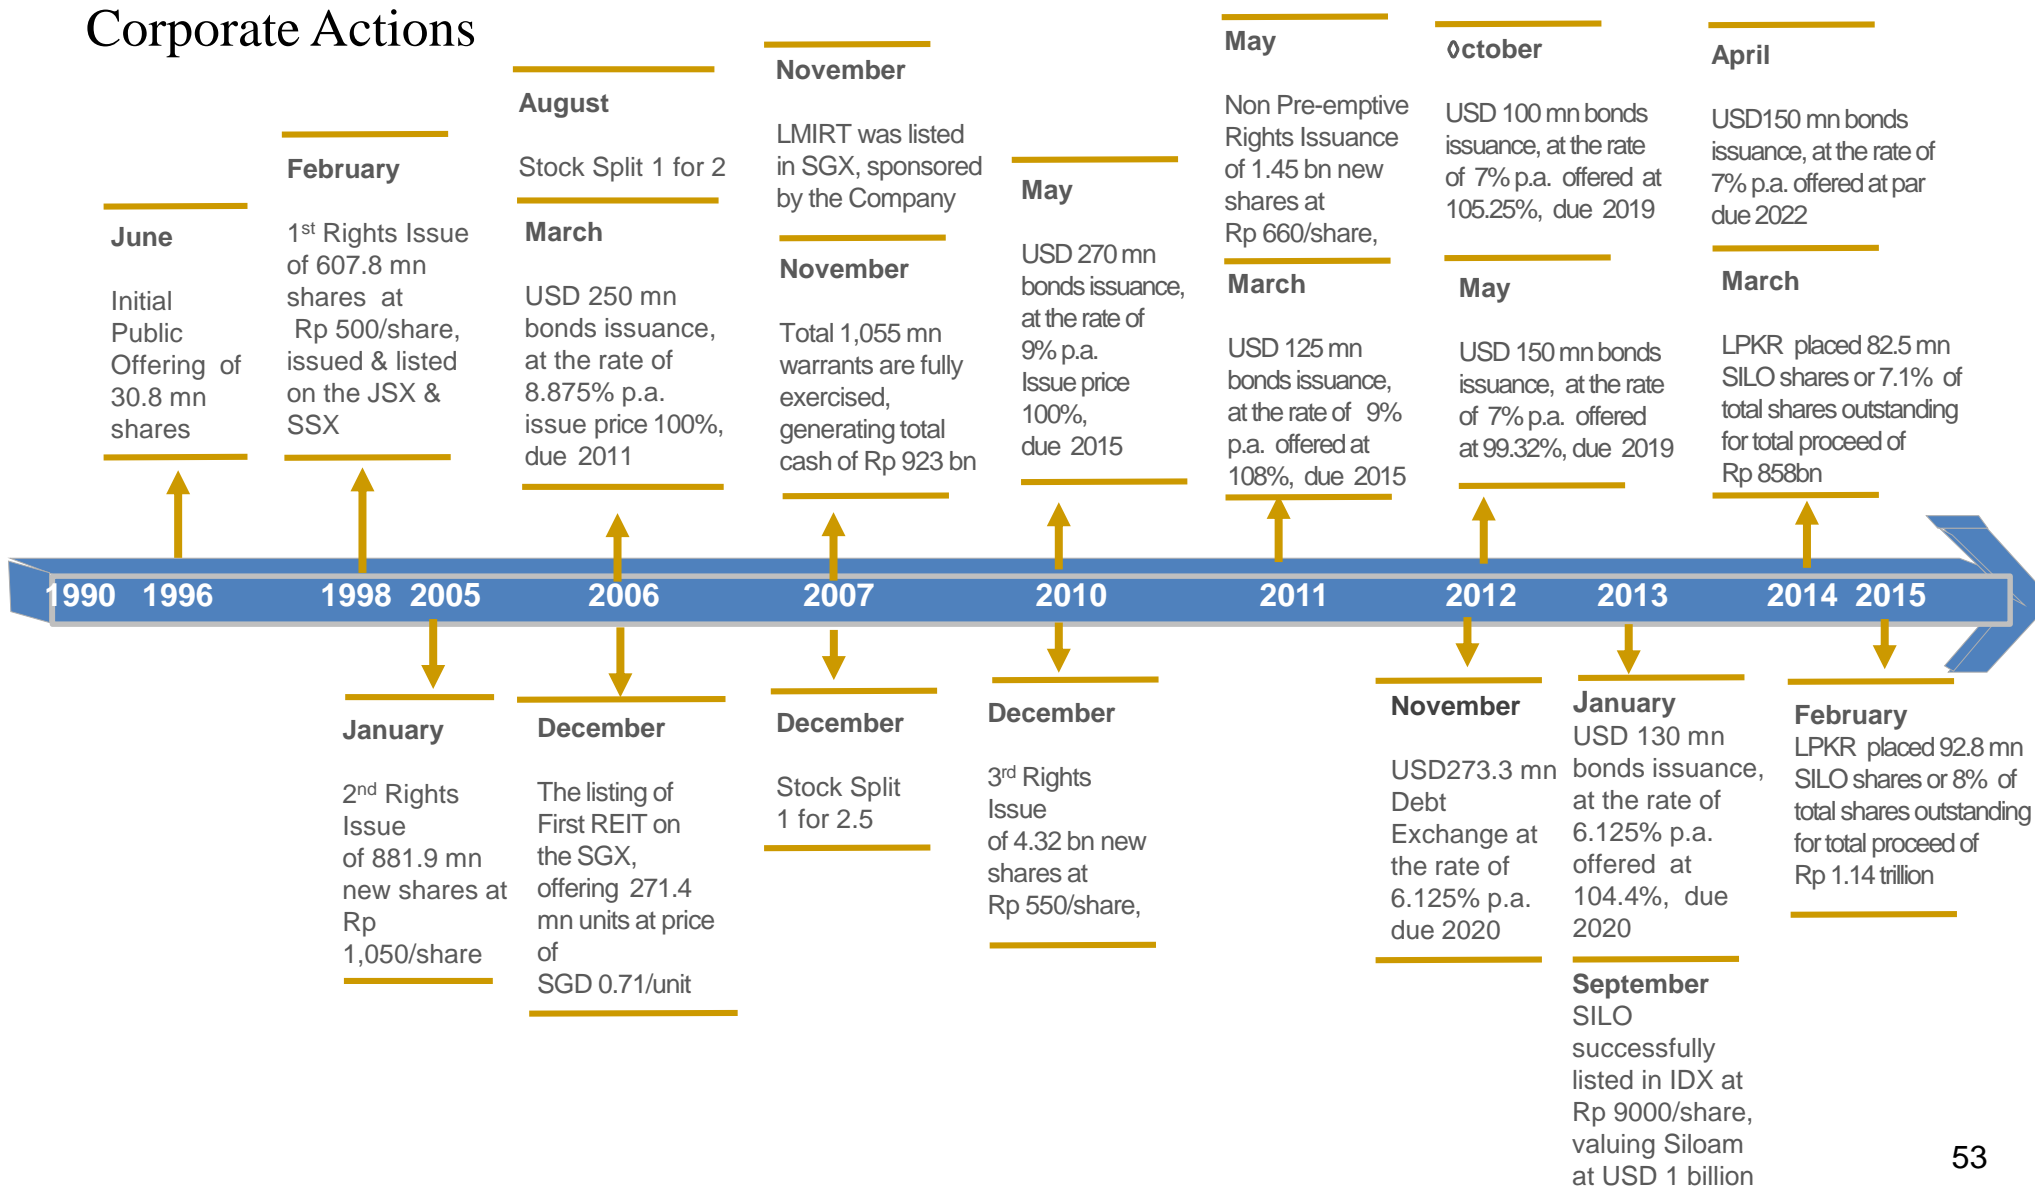 Corporate Actions
June
Initial
Public
Offering of
30.8 mn
shares
February
1st Rights Issue
of 607.8 mn
shares at
Rp 500/share,
issued & listed
on the JSX &
SSX
August
Stock Split 1 for 2
March
USD 250 mn
bonds issuance,
at the rate of
8.875% p.a.
issue price 100%,
due 2011
November
LMIRT was listed
in SGX, sponsored
by the Company
November
Total 1,055 mn
warrants are fully
exercised,
generating total
cash of Rp 923 bn
May
USD 270 mn
bonds issuance,
at the rate of
9% p.a.
Issue price
100%,
due 2015
May
Non Pre-emptive
Rights Issuance
of 1.45 bn new
shares at
Rp 660/share,
March
USD 125 mn
bonds issuance,
at the rate of 9%
p.a. offered at
108%, due 2015
◊ctober
USD 100 mn bonds
issuance, at the rate
of 7% p.a. offered at
105.25%, due 2019
May
USD 150 mn bonds
issuance, at the rate
of 7% p.a. offered
at 99.32%, due 2019
April
USD150 mn bonds
issuance, at the rate of
7% p.a. offered at par
due 2022
March
LPKR placed 82.5 mn
SILO shares or 7.1% of
total shares outstanding
for total proceed of
Rp 858bn
1990 1996 1998 2005 2006 2007 2010 2011 2012 2013 2014 2015
January
2nd Rights
Issue
of 881.9 mn
new shares at
Rp
1,050/share
December
The listing of
First REIT on
the SGX,
offering 271.4
mn units at price
of
SGD 0.71/unit
December
Stock Split
1 for 2.5
December
3rd Rights
Issue
of 4.32 bn new
shares at
Rp 550/share,
November
USD273.3 mn
Debt
Exchange at
the rate of
6.125% p.a.
due 2020
January
USD 130 mn
bonds issuance,
at the rate of
6.125% p.a.
offered at
104.4%, due
2020
September
SILO
successfully
listed in IDX at
Rp 9000/share,
valuing Siloam
at USD 1 billion
February
LPKR placed 92.8 mn
SILO shares or 8% of
total shares outstanding
for total proceed of
Rp 1.14 trillion
53